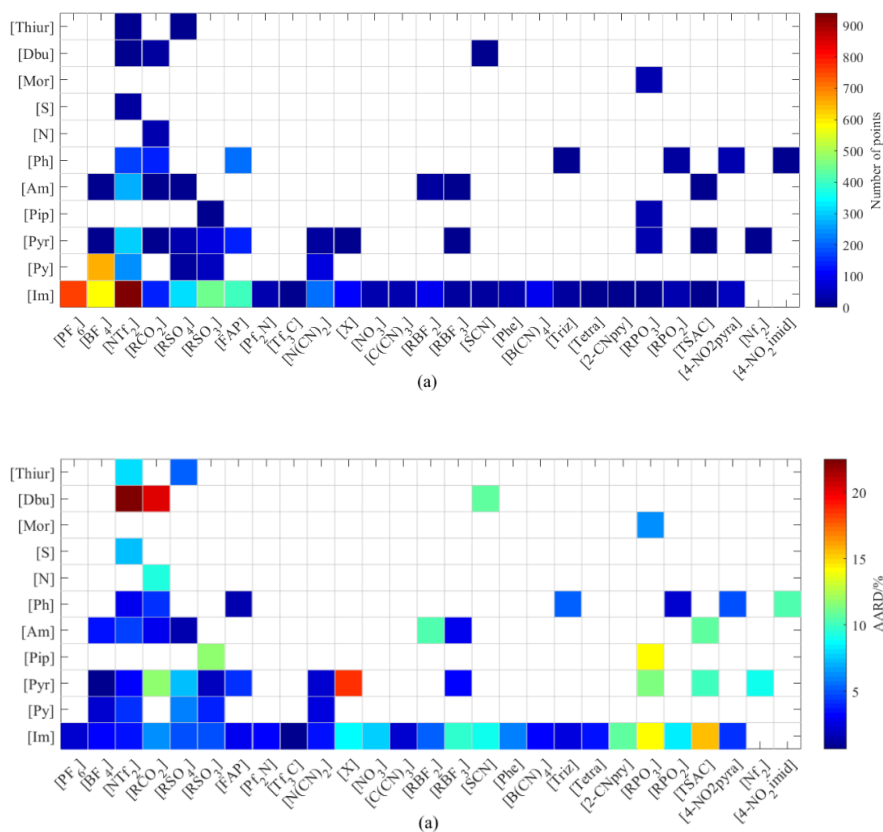 [Thiur]
[Dbu]
[Mor]
[S]
[N]
[Ph]
[Am]
[Pip]
[Pyr]
[Py]
[Im]
[PF6]
[BF4]
[NTf2]
[RCO2]
[RSO4]
[RSO3]
[FAP]
[Pf2N]
[Tf3C]
[N(CN)2]
[X]
[NO3]
[C(CN)3]
[RBF2]
[RBF3]
[SCN]
[Phe]
[B(CN)4]
[Triz]
[Tetra]
[2-CNpry]
[RPO3]
[RPO2]
[TSAC]
[4-NO2pyra]
[Nf2]
[4-NO2imid]
900
800
700
600
500
400
300
200
100
0
Number of points
(a)
[Thiur]
[Dbu]
[Mor]
[S]
[N]
[Ph]
[Am]
[Pip]
[Pyr]
[Py]
[Im]
[PF6]
[BF4]
[NTf2]
[RCO2]
[RSO4]
[RSO3]
[FAP]
[Pf2N]
[Tf3C]
[N(CN)2]
[X]
[NO3]
[C(CN)3]
[RBF2]
[RBF3]
[SCN]
[Phe]
[B(CN)4]
[Triz]
[Tetra]
[2-CNpry]
[RPO3]
[RPO2]
[TSAC]
[4-NO2pyra]
[Nf2]
[4-NO2imid]
20
15
10
5
AARD/%
(a)